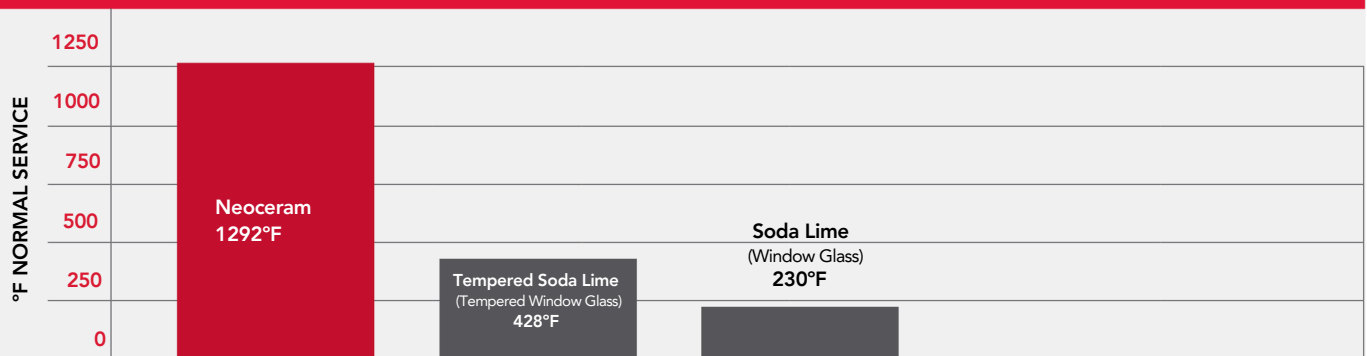 °F NORMAL SERVICE
1250
1000
750
500
250
0
Neoceram
1292°F
Tempered Soda Lime
(Tempered Window Glass)
428°F
Soda Lime
(Window Glass)
230°F